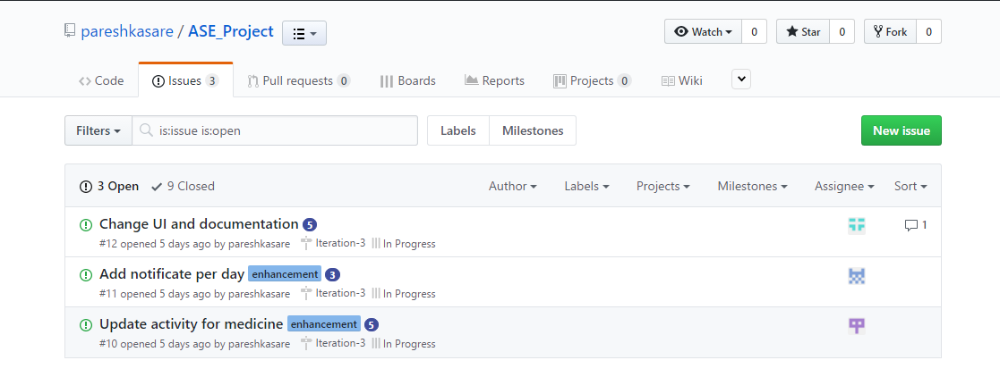 pareshkasare / ASE_Project
Watch 0 Star 0 Fork 0
Code Issues 3 Pull requests 0 Boards Reports Projects 0 Wiki
Filters is:issue is:open Labels Milestones New issue
3 Open 9 Closed Author Labels Projects Milestones Assignee Sort
Change UI and documentation 5 1
#12 opened 5 days ago by pareshkasare Iteration-3 In Progress
Add notificate per day enhancement 3
#11 opened 5 days ago by pareshkasare Iteration-3 In Progress
Update activity for medicine enhancement 5
#10 opened 5 days ago by pareshkasare Iteration-3 In Progress